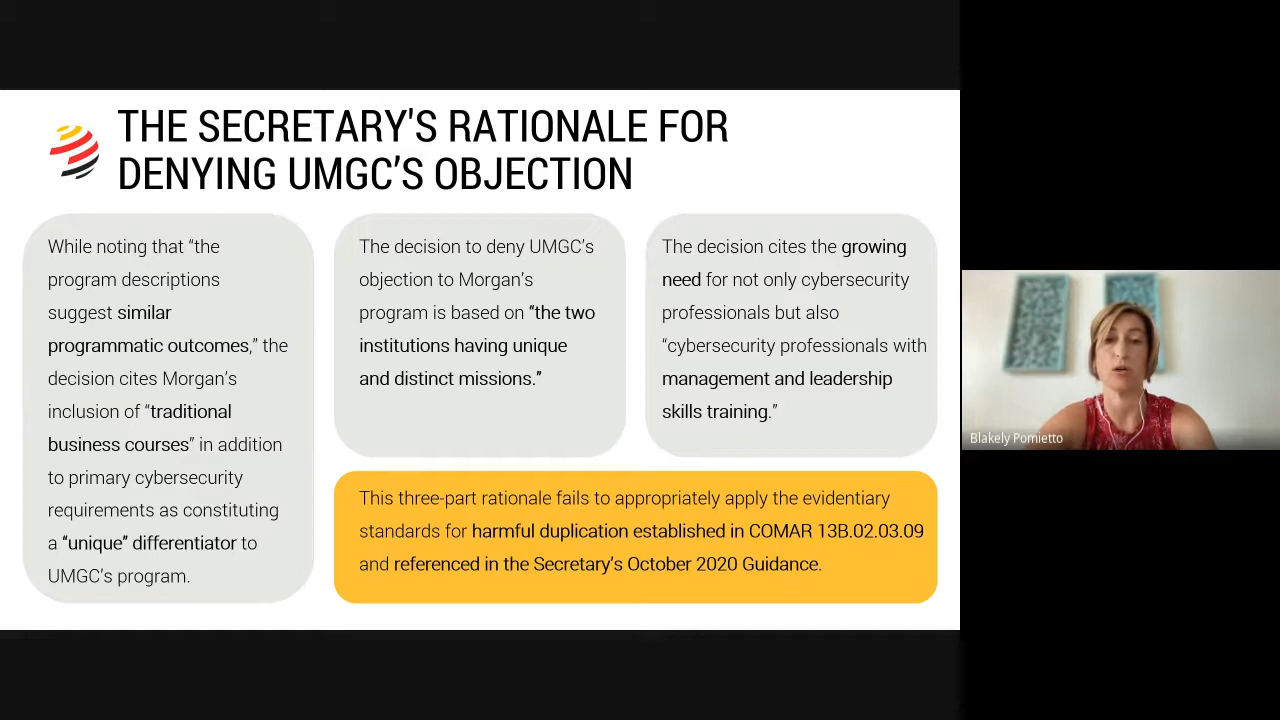 THE SECRETARY'S RATIONALE FOR
DENYING UMGC'S OBJECTION
While noting that “the
program descriptions
suggest similar
programmatic outcomes,” the
decision cites Morgan’s
inclusion of “traditional
business courses” in addition
to primary cybersecurity
requirements as constituting
a “unique” differentiator to
UMGC’s program.
The decision to deny UMGC’s
objection to Morgan’s
program is based on “the two
institutions having unique
and distinct missions.”
The decision cites the growing
need for not only cybersecurity
professionals but also
“cybersecurity professionals with
management and leadership
skills training.”
This three-part rationale fails to appropriately apply the evidentiary
standards for harmful duplication established in COMAR 13B.02.03.09
and referenced in the Secretary’s October 2020 Guidance.
Blakely Pomietto